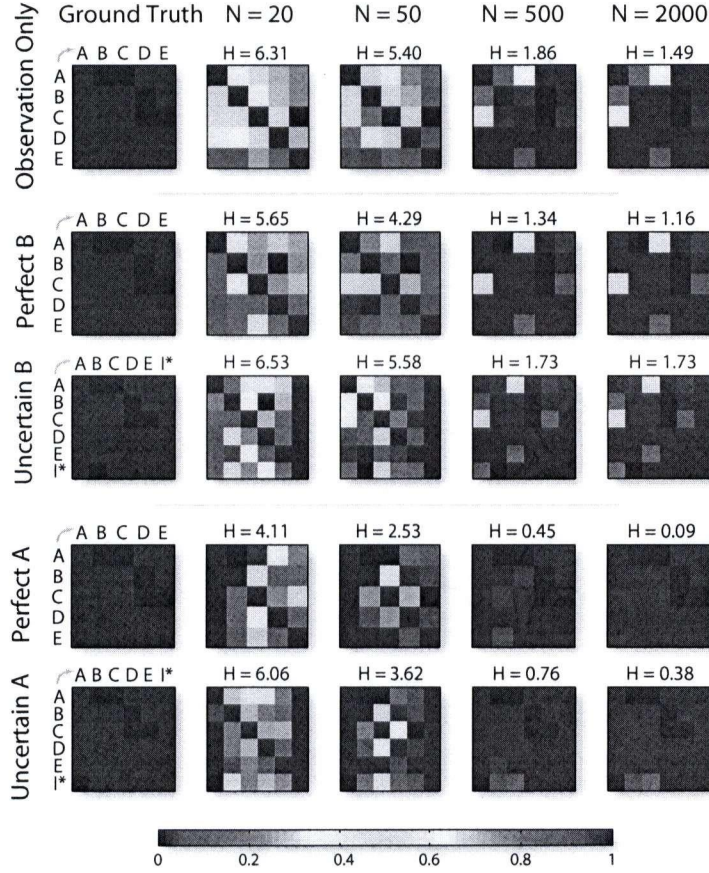 Ground Truth N = 20 N = 50 N = 500 N = 2000
Observation Only
A B C D E H = 6.31 H = 5.40 H = 1.86 H = 1.49
A
B
C
D
E
Perfect B
A B C D E H = 5.65 H = 4.29 H = 1.34 H = 1.16
A
B
C
D
E
Uncertain B
A B C D E I* H = 6.53 H = 5.58 H = 1.73 H = 1.73
A
B
C
D
E
I*
Perfect A
A B C D E H = 4.11 H = 2.53 H = 0.45 H = 0.09
A
B
C
D
E
Uncertain A
A B C D E I* H = 6.06 H = 3.62 H = 0.76 H = 0.38
A
B
C
D
E
I*
0 0.2 0.4 0.6 0.8 1